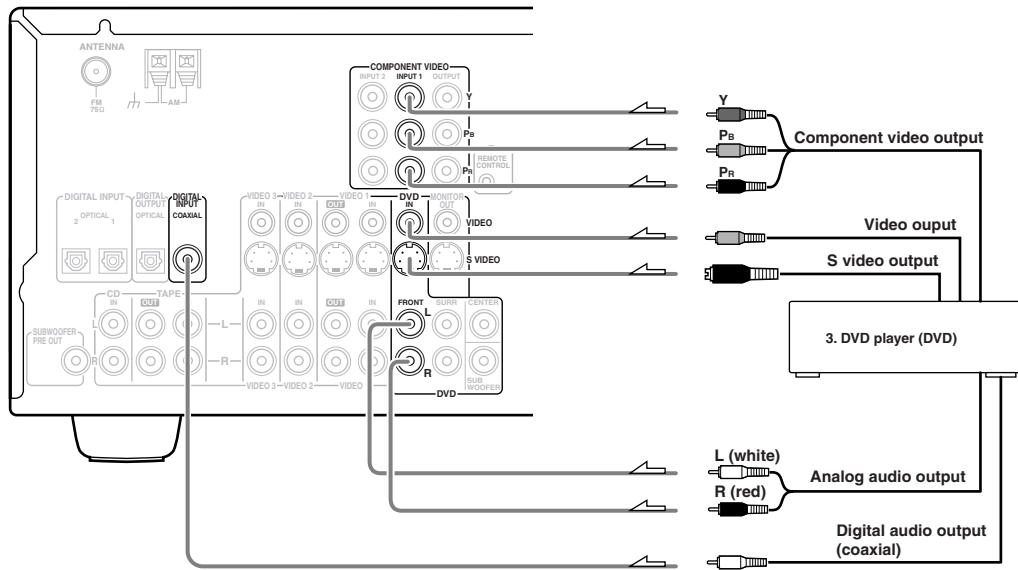 ANTENNA
FM
75Ω
AM
COMPONENT VIDEO
INPUT 2 INPUT 1 OUTPUT
Y
PB
PR
REMOTE
CONTROL
DIGITAL INPUT
OPTICAL
2 1
DIGITAL
OUTPUT
OPTICAL
DIGITAL
INPUT
COAXIAL
VIDEO 3 VIDEO 2 VIDEO 1 DVD MONITOR
OUT
IN IN OUT IN IN
VIDEO
S VIDEO
CD TAPE
IN OUT IN IN OUT IN FRONT SURR CENTER
L L L
SUBWOOFER
PRE OUT
R R R
VIDEO 3 VIDEO 2 VIDEO
SUB
WOOFER
DVD
Y
PB
PR
Component video output
Video ouput
S video output
3. DVD player (DVD)
L (white)
R (red)
Analog audio output
Digital audio output
(coaxial)